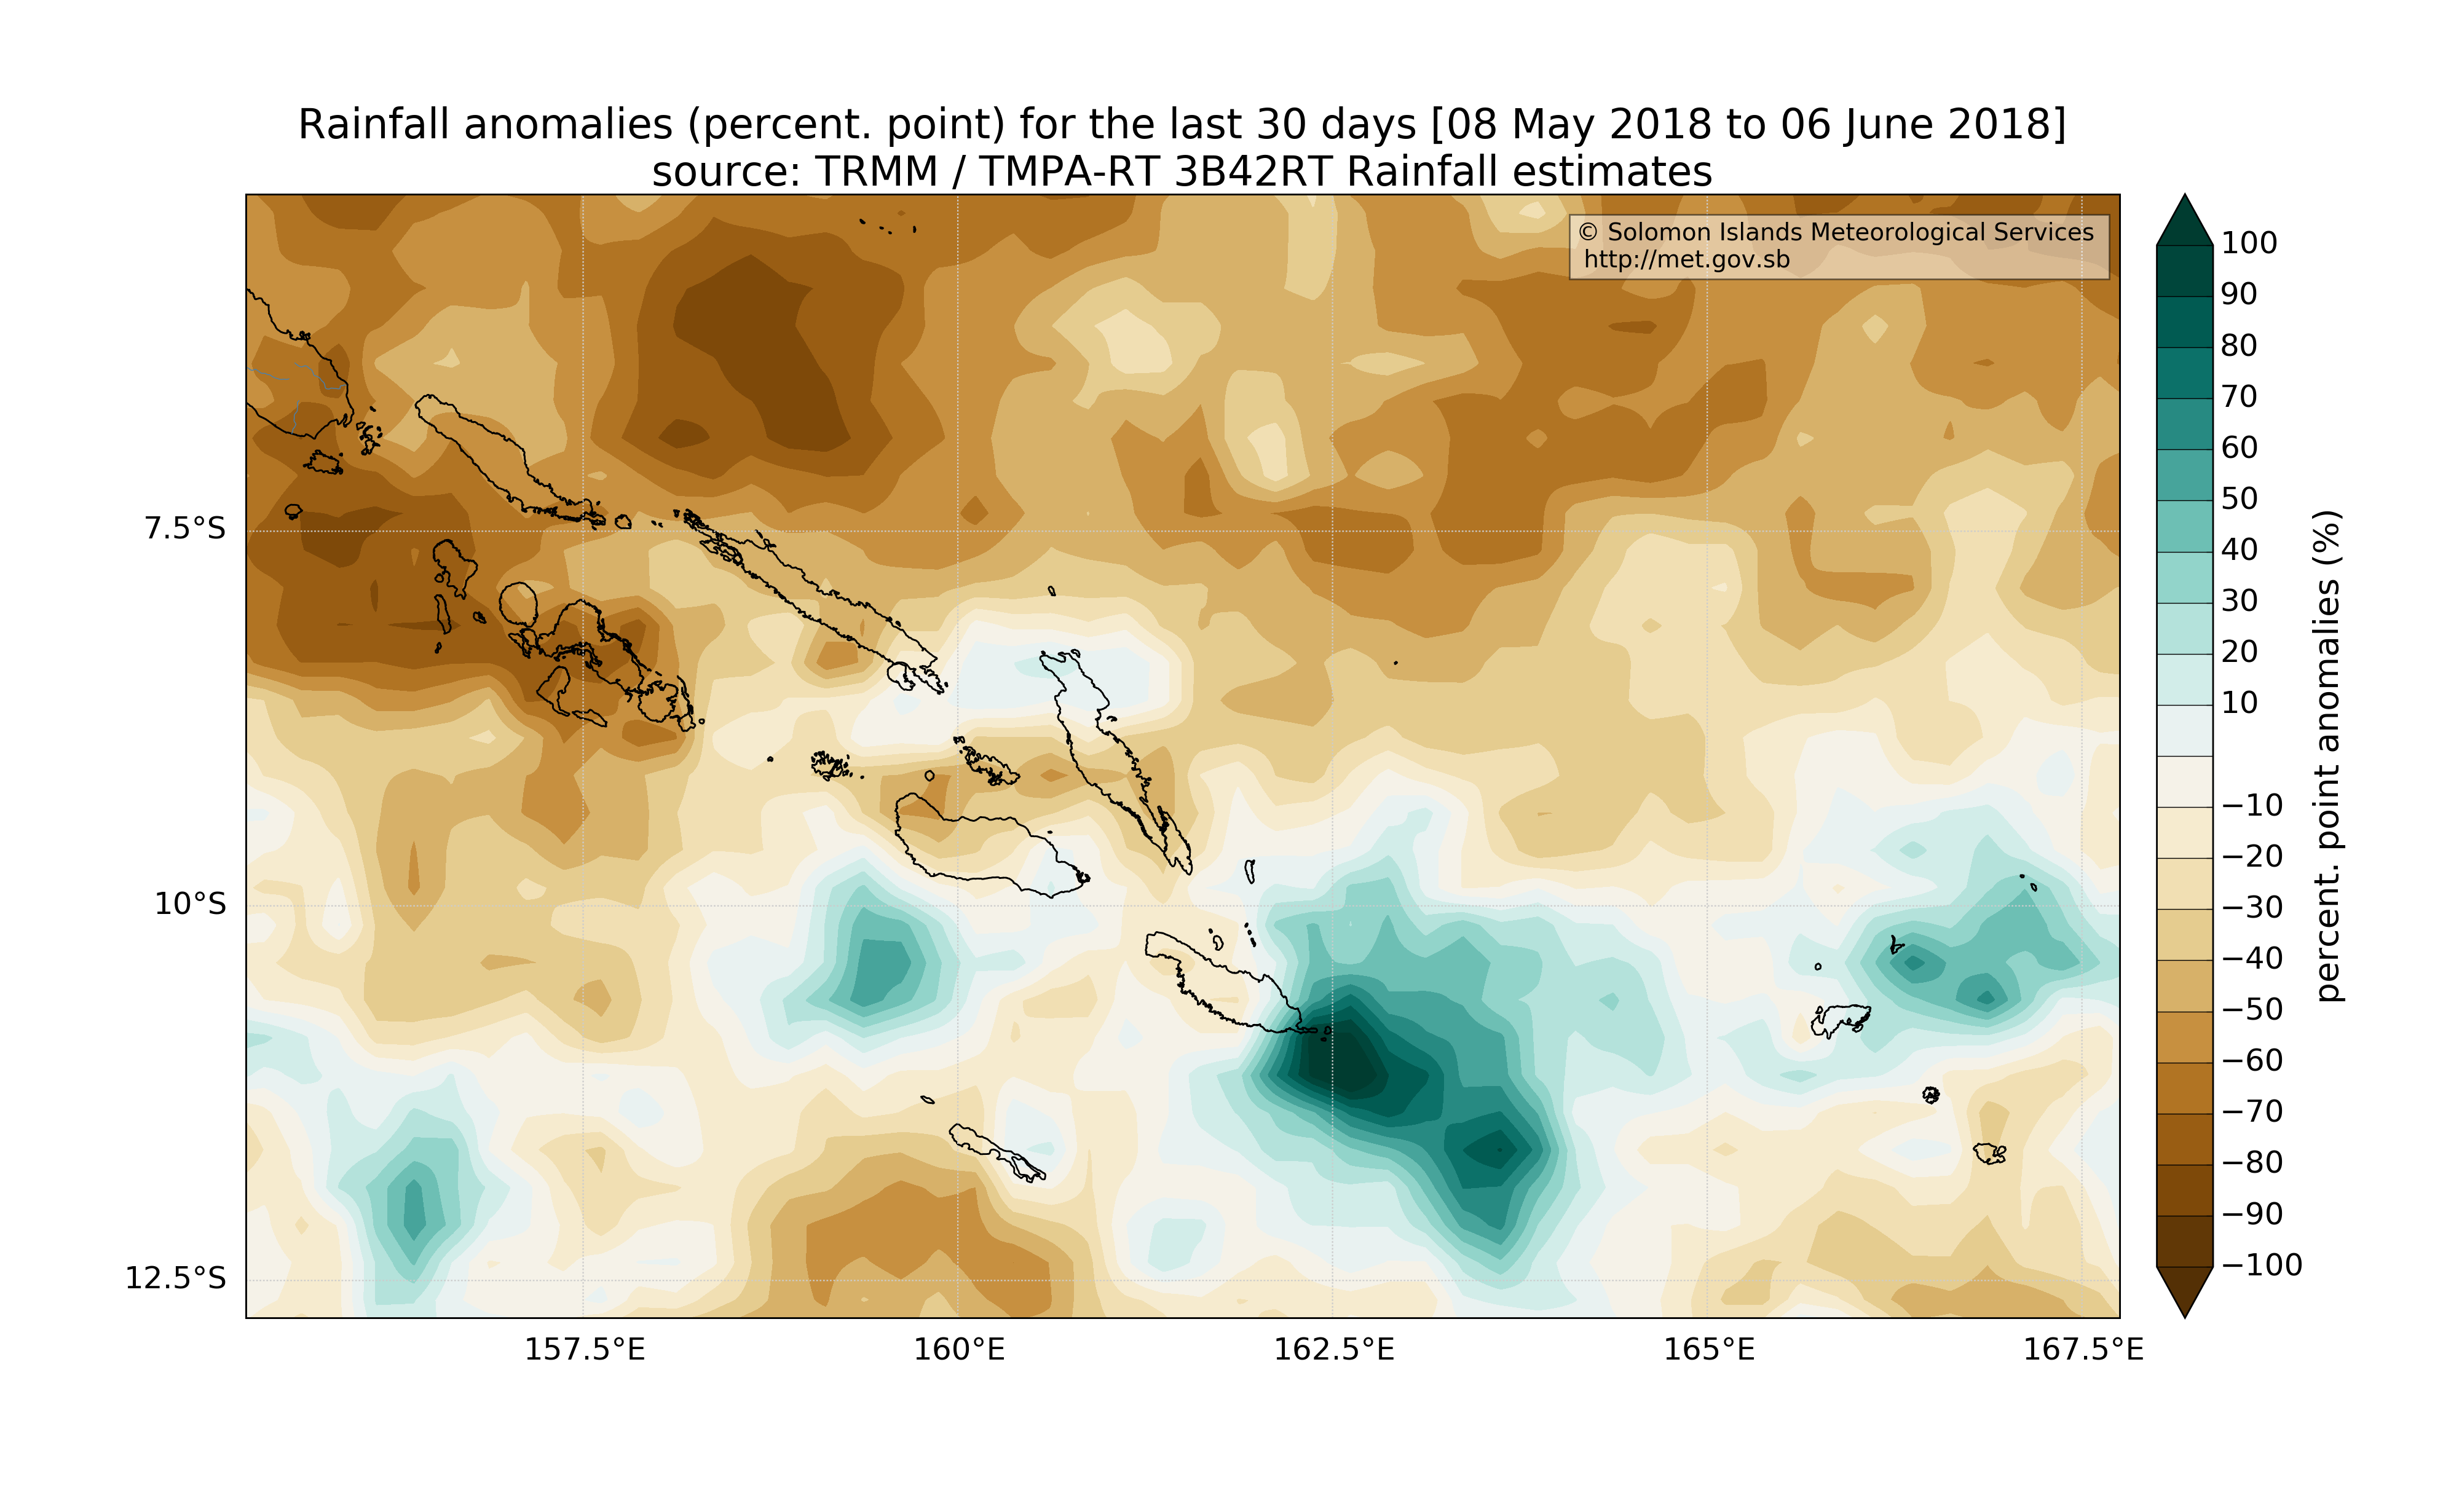 Rainfall anomalies (percent. point) for the last 30 days [08 May 2018 to 06 June 2018]
source: TRMM / TMPA-RT 3B42RT Rainfall estimates
© Solomon Islands Meteorological Services
http://met.gov.sb
7.5°S
10°S
12.5°S
157.5°E
160°E
162.5°E
165°E
167.5°E
100
90
80
70
60
50
40
30
20
10
−10
−20
−30
−40
−50
−60
−70
−80
−90
−100
percent. point anomalies (%)